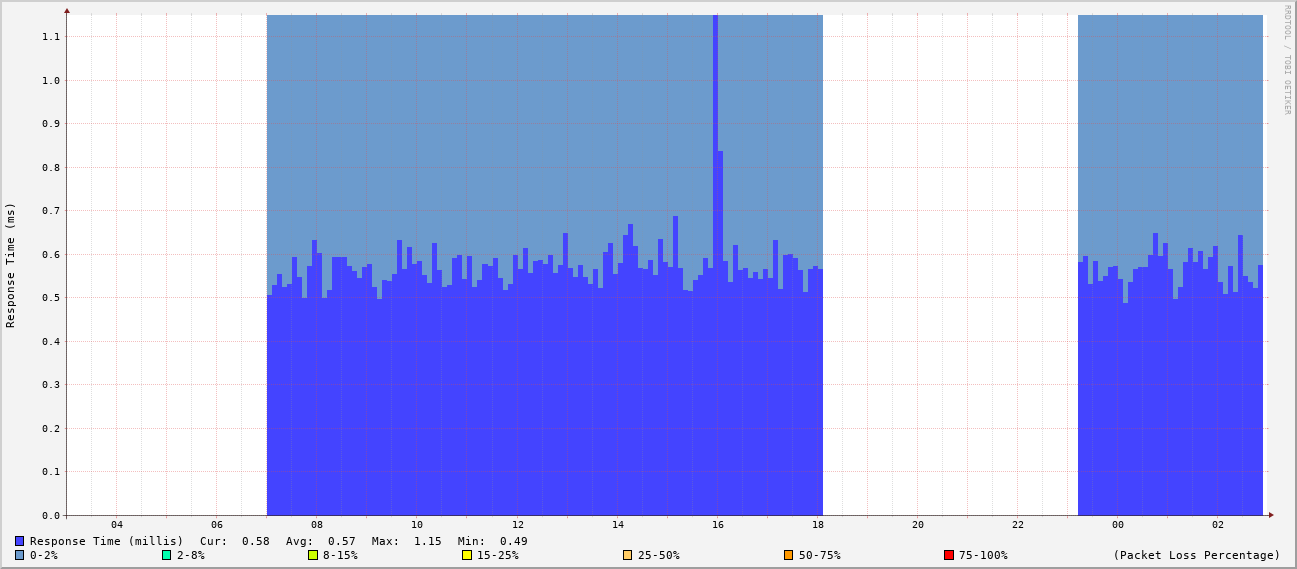 RRDTOOL / TOBI OETIKER
Response Time (ms)
1.1
1.0
0.9
0.8
0.7
0.6
0.5
0.4
0.3
0.2
0.1
0.0
04 06 08 10 12 14 16 18 20 22 00 02
Response Time (millis) Cur: 0.58 Avg: 0.57 Max: 1.15 Min: 0.49
0-2% 2-8% 8-15% 15-25% 25-50% 50-75% 75-100% (Packet Loss Percentage)